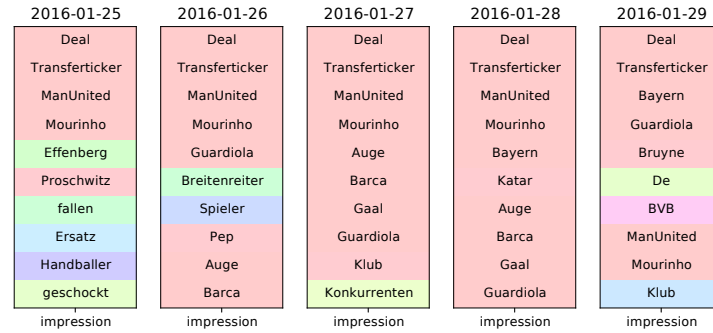 2016-01-25
Deal
Transferticker
ManUnited
Mourinho
Effenberg
Proschwitz
fallen
Ersatz
Handballer
geschockt
impression
2016-01-26
Deal
Transferticker
ManUnited
Mourinho
Guardiola
Breitenreiter
Spieler
Pep
Auge
Barca
impression
2016-01-27
Deal
Transferticker
ManUnited
Mourinho
Auge
Barca
Gaal
Guardiola
Klub
Konkurrenten
impression
2016-01-28
Deal
Transferticker
ManUnited
Mourinho
Bayern
Katar
Auge
Barca
Gaal
Guardiola
impression
2016-01-29
Deal
Transferticker
Bayern
Guardiola
Bruyne
De
BVB
ManUnited
Mourinho
Klub
impression